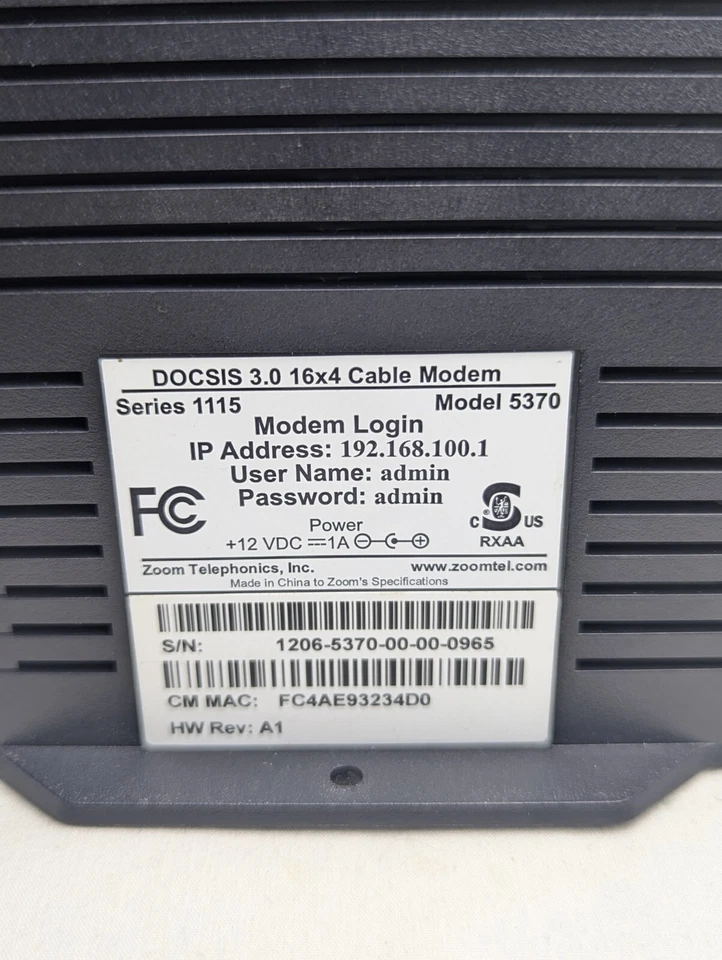 DOCSIS 3.0 16x4 Cable Modem
Series 1115 Model 5370
Modem Login
IP Address: 192.168.100.1
User Name: admin
Password: admin
FC
Power
+12 VDC ⎓ 1A
C ® US
RXAA
Zoom Telephonics, Inc. www.zoomtel.com
Made in China to Zoom's Specifications
S/N: 1206-5370-00-00-0965
CM MAC: FC4AE93234D0
HW Rev: A1